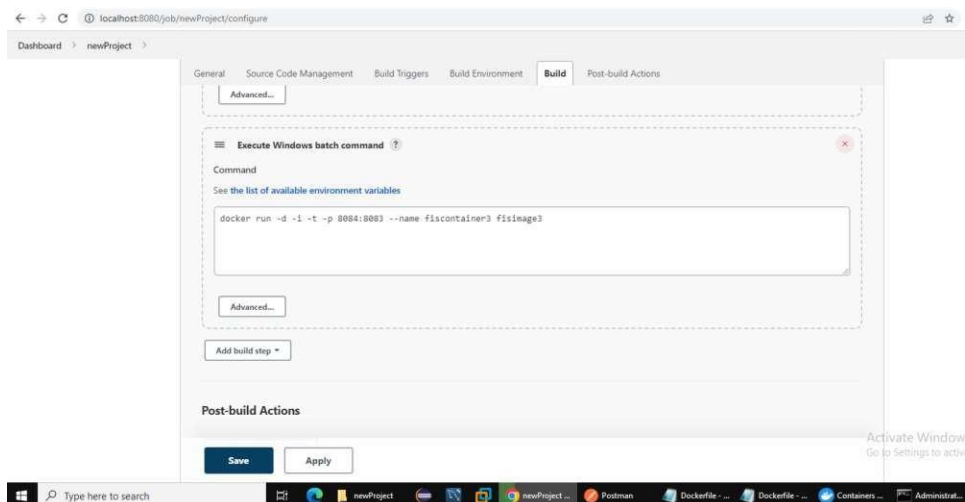 localhost:8080/job/newProject/configure
Dashboard > newProject >
General Source Code Management Build Triggers Build Environment Build Post-build Actions
Advanced...
Execute Windows batch command ?
Command
See the list of available environment variables
docker run -d -i -t -p 8084:8083 --name fiscontainer3 fisimage3
Advanced...
Add build step
Post-build Actions
Save Apply
Activate Window
Go to Settings to activ
Type here to search newProject newProject ... Postman Dockerfile - ... Dockerfile - ... Containers ... Administrat...